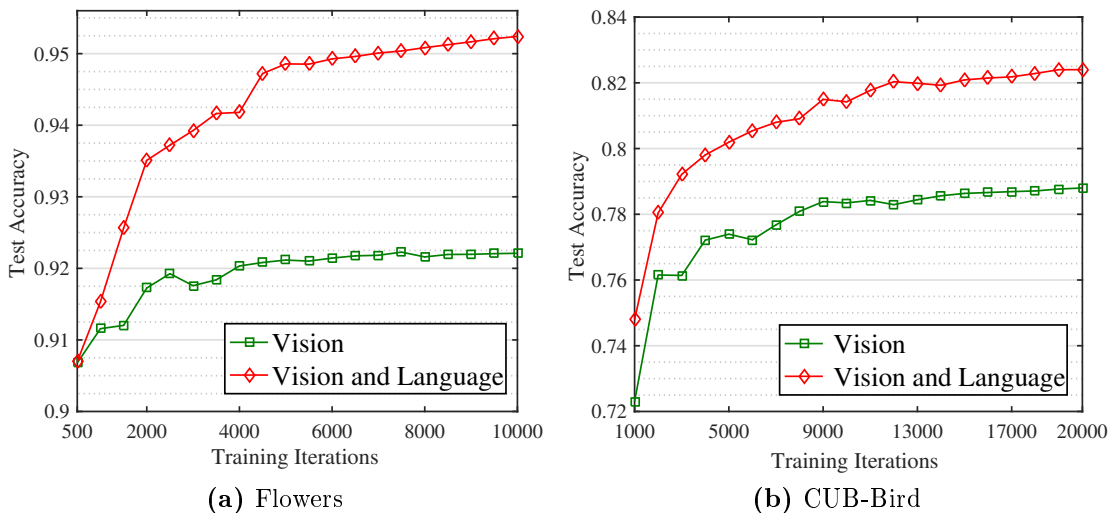 Test Accuracy
0.95
0.94
0.93
0.92
0.91
0.9
500 2000 4000 6000 8000 10000
Training Iterations
Vision
Vision and Language
(a) Flowers
Test Accuracy
0.84
0.82
0.8
0.78
0.76
0.74
0.72
1000 5000 9000 13000 17000 20000
Training Iterations
Vision
Vision and Language
(b) CUB-Bird